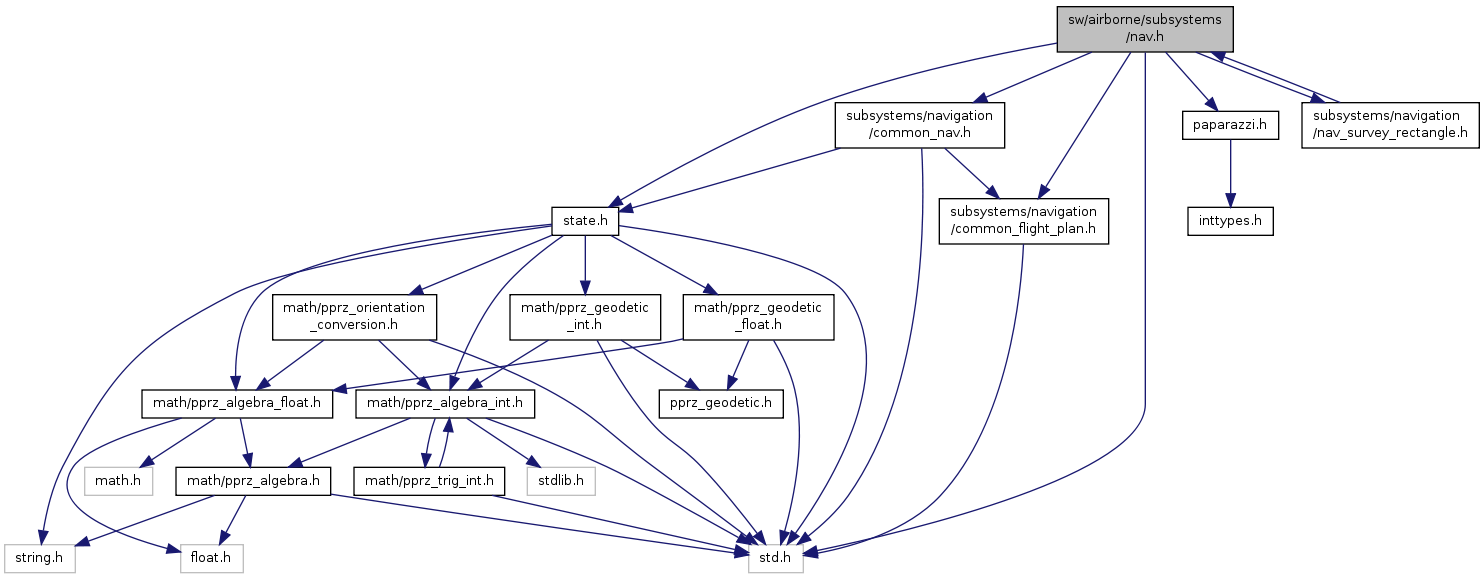 sw/airborne/subsystems
/nav.h
subsystems/navigation
/common_nav.h
paparazzi.h
subsystems/navigation
/nav_survey_rectangle.h
state.h
subsystems/navigation
/common_flight_plan.h
inttypes.h
math/pprz_orientation
_conversion.h
math/pprz_geodetic
_int.h
math/pprz_geodetic
_float.h
math/pprz_algebra_float.h
math/pprz_algebra_int.h
pprz_geodetic.h
math.h
math/pprz_algebra.h
math/pprz_trig_int.h
stdlib.h
string.h
float.h
std.h